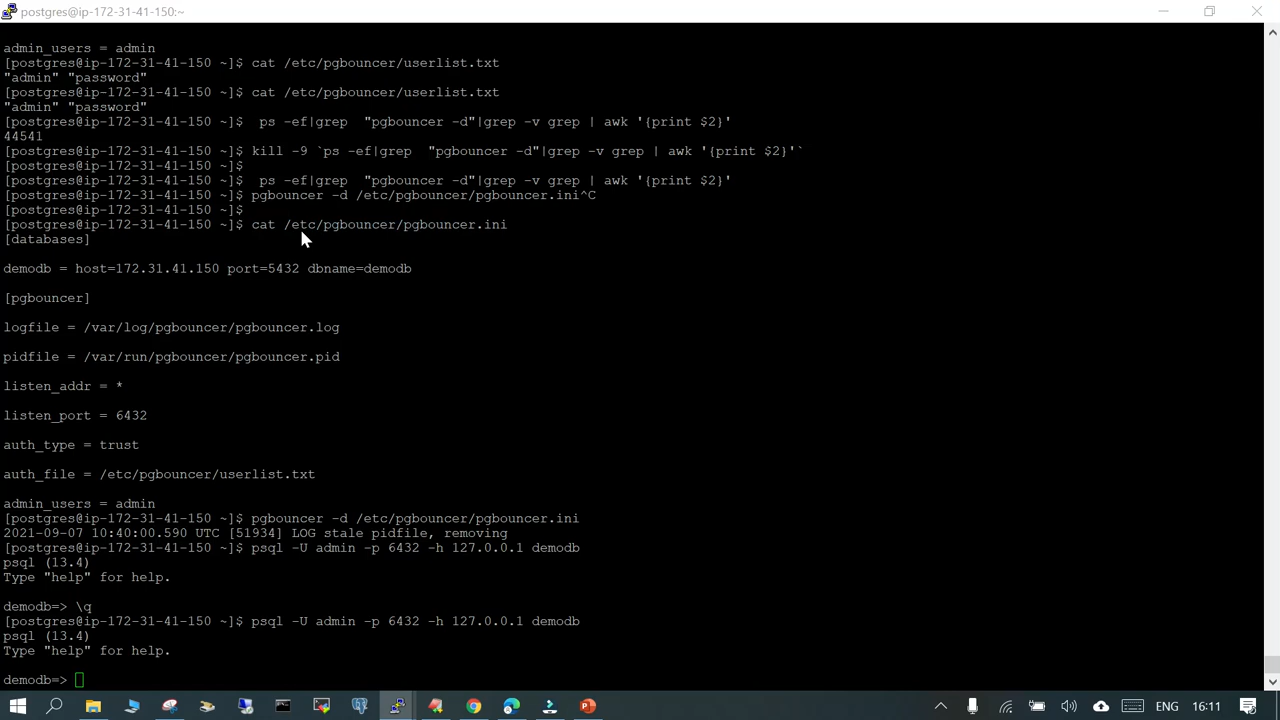 postgres@ip-172-31-41-150:~
admin_users = admin
[postgres@ip-172-31-41-150 ~]$ cat /etc/pgbouncer/userlist.txt
"admin" "password"
[postgres@ip-172-31-41-150 ~]$ cat /etc/pgbouncer/userlist.txt
"admin" "password"
[postgres@ip-172-31-41-150 ~]$  ps -ef|grep  "pgbouncer -d"|grep -v grep | awk '{print $2}'
44541
[postgres@ip-172-31-41-150 ~]$ kill -9 `ps -ef|grep  "pgbouncer -d"|grep -v grep | awk '{print $2}'`
[postgres@ip-172-31-41-150 ~]$
[postgres@ip-172-31-41-150 ~]$  ps -ef|grep  "pgbouncer -d"|grep -v grep | awk '{print $2}'
[postgres@ip-172-31-41-150 ~]$ pgbouncer -d /etc/pgbouncer/pgbouncer.ini^C
[postgres@ip-172-31-41-150 ~]$
[postgres@ip-172-31-41-150 ~]$ cat /etc/pgbouncer/pgbouncer.ini
[databases]
demodb = host=172.31.41.150 port=5432 dbname=demodb
[pgbouncer]
logfile = /var/log/pgbouncer/pgbouncer.log
pidfile = /var/run/pgbouncer/pgbouncer.pid
listen_addr = *
listen_port = 6432
auth_type = trust
auth_file = /etc/pgbouncer/userlist.txt
admin_users = admin
[postgres@ip-172-31-41-150 ~]$ pgbouncer -d /etc/pgbouncer/pgbouncer.ini
2021-09-07 10:40:00.590 UTC [51934] LOG stale pidfile, removing
[postgres@ip-172-31-41-150 ~]$ psql -U admin -p 6432 -h 127.0.0.1 demodb
psql (13.4)
Type "help" for help.
demodb=> \q
[postgres@ip-172-31-41-150 ~]$ psql -U admin -p 6432 -h 127.0.0.1 demodb
psql (13.4)
Type "help" for help.
demodb=>
ENG 16:11